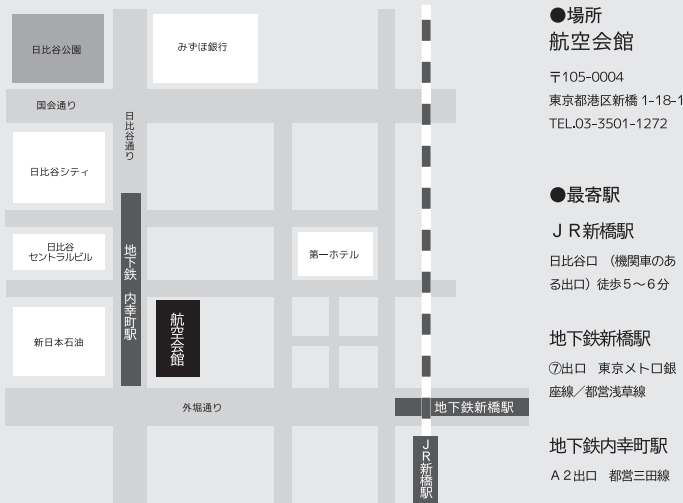 日比谷公園
みずほ銀行
国会通り
日比谷通り
日比谷シティ
日比谷
セントラルビル
地下鉄 内幸町駅
第一ホテル
新日本石油
航空会館
外堀通り
地下鉄新橋駅
JR新橋駅
●場所
航空会館
〒105-0004
東京都港区新橋 1-18-1
TEL.03-3501-1272
●最寄駅
ＪＲ新橋駅
日比谷口 （機関車のあ
る出口）徒歩５～６分
地下鉄新橋駅
⑦出口　東京メトロ銀
座線／都営浅草線
地下鉄内幸町駅
Ａ２出口　都営三田線